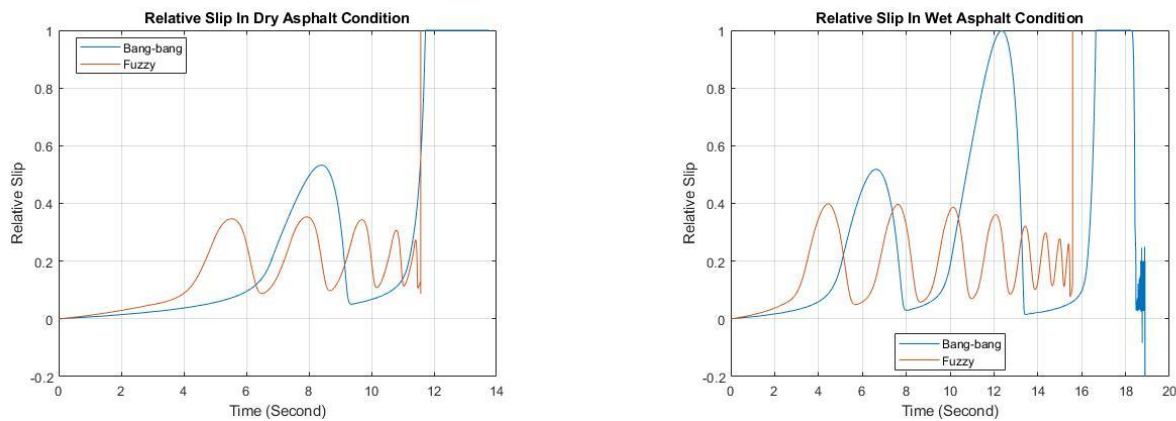 Relative Slip In Dry Asphalt Condition
Bang-bang
Fuzzy
1
0.8
0.6
0.4
0.2
0
-0.2
Relative Slip
0 2 4 6 8 10 12 14
Time (Second)
Relative Slip In Wet Asphalt Condition
1
0.8
0.6
0.4
0.2
0
-0.2
Relative Slip
Bang-bang
Fuzzy
0 2 4 6 8 10 12 14 16 18 20
Time (Second)